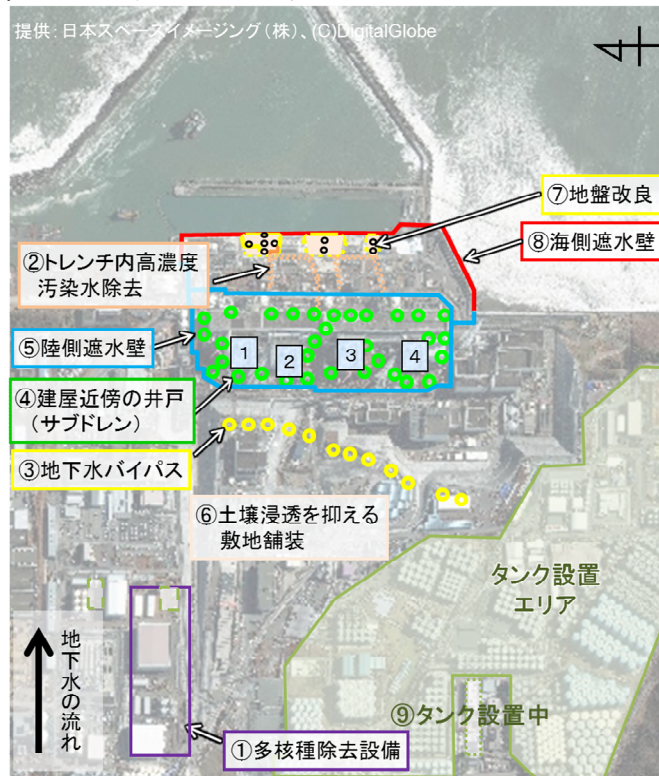 提供：日本スペースイメージング（株）、(C)DigitalGlobe
⑦地盤改良
⑧海側遮水壁
②トレンチ内高濃度
汚染水除去
⑤陸側遮水壁
1
2
3
4
④建屋近傍の井戸
（サブドレン）
③地下水バイパス
⑥土壌浸透を抑える
敷地舗装
タンク設置
エリア
地下水の流れ
⑨タンク設置中
①多核種除去設備